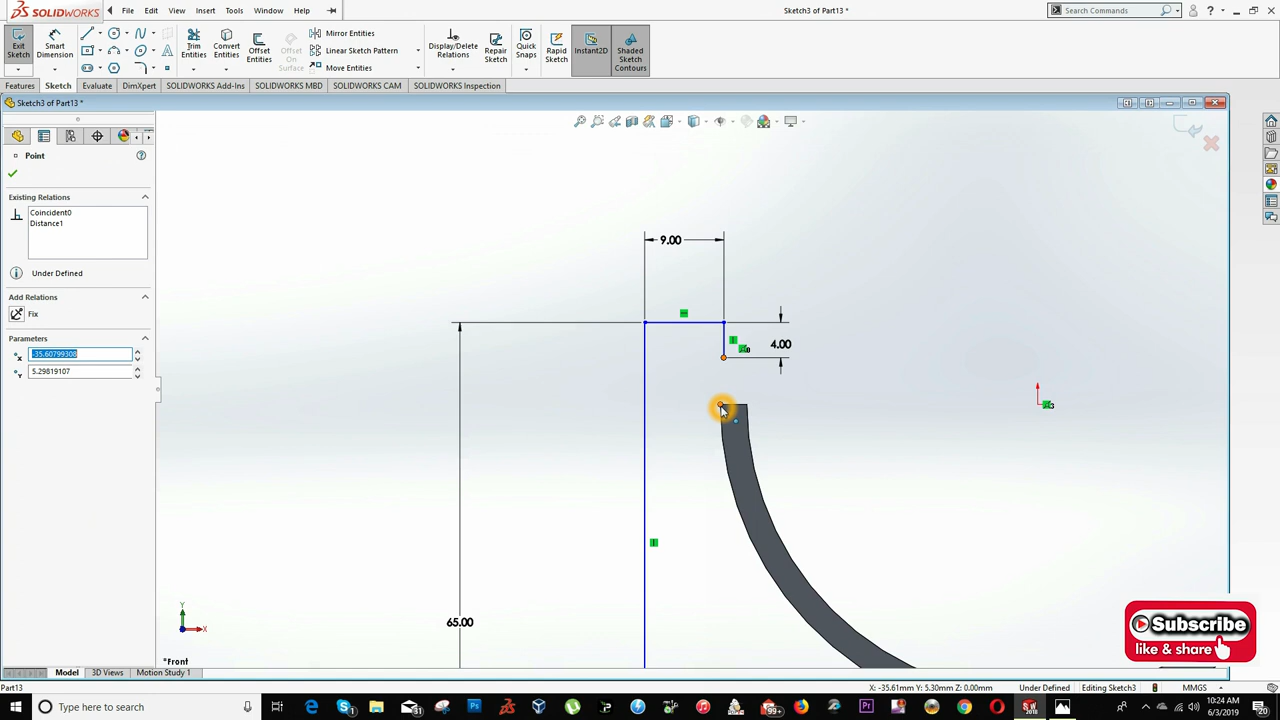 SOLIDWORKS
File
Edit
View
Insert
Tools
Window
Help
Sketch3 of Part13 *
Search Commands
Exit Sketch
Smart Dimension
Trim Entities
Convert Entities
Offset Entities
Offset On Surface
Mirror Entities
Linear Sketch Pattern
Move Entities
Display/Delete Relations
Repair Sketch
Quick Snaps
Rapid Sketch
Instant2D
Shaded Sketch Contours
Features
Sketch
Evaluate
DimXpert
SOLIDWORKS Add-Ins
SOLIDWORKS MBD
SOLIDWORKS CAM
SOLIDWORKS Inspection
Sketch3 of Part13 *
Point
Existing Relations
Coincident0
Distance1
Under Defined
Add Relations
Fix
Parameters
-35.60799308
5.29819107
9.00
4.00
65.00
Y
X
*Front
Subscribe
like & share
Model
3D Views
Motion Study 1
Part13
X: -35.61mm Y: 5.30mm Z: 0.00mm
Under Defined
Editing Sketch3
MMGS
Type here to search
99+
10:24 AM
6/3/2019